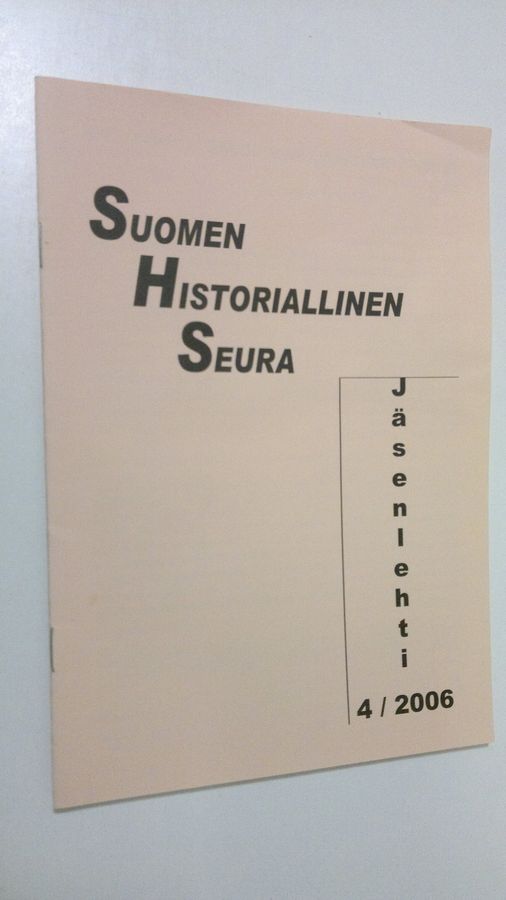 SUOMEN
HISTORIALLINEN
SEURA
Jäsenlehti
4 / 2006